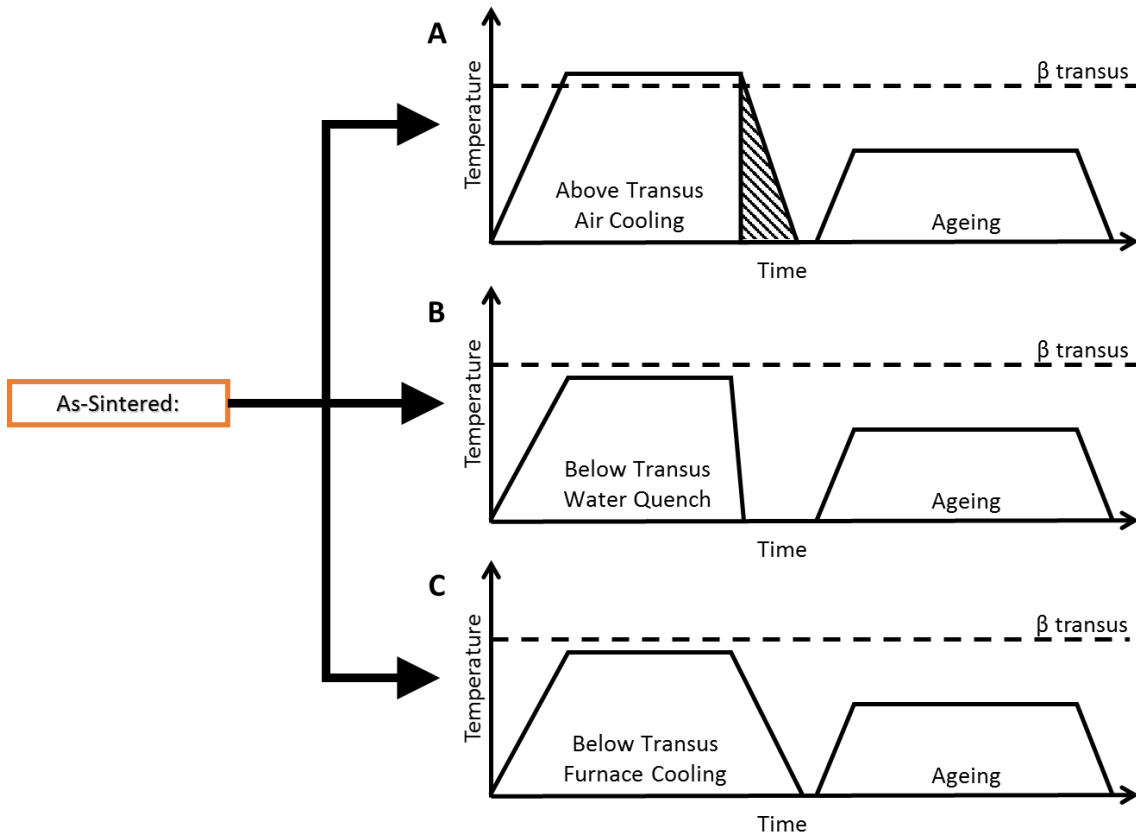 As-Sintered:
A
Temperature
β transus
Above Transus
Air Cooling
Ageing
Time
B
Temperature
β transus
Below Transus
Water Quench
Ageing
Time
C
Temperature
β transus
Below Transus
Furnace Cooling
Ageing
Time